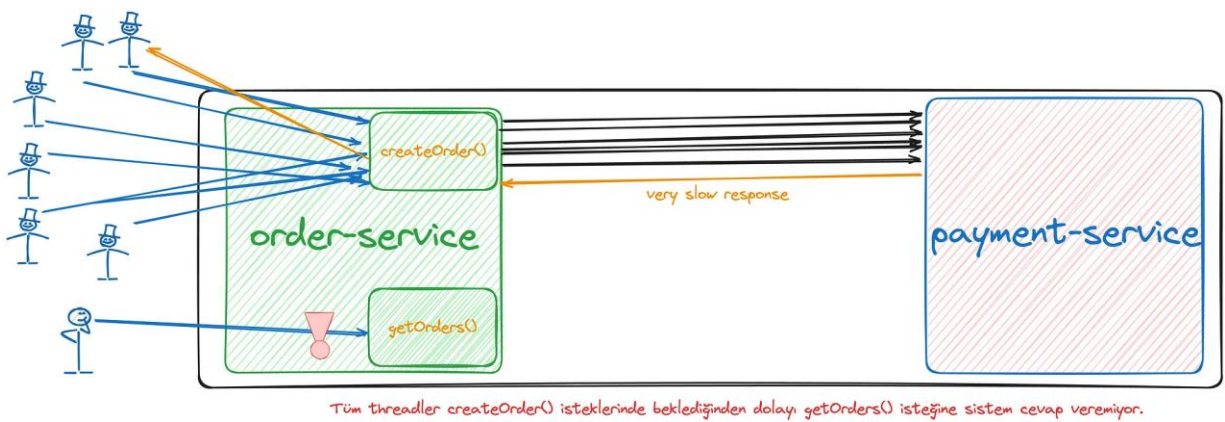 createOrder()
very slow response
order-service
payment-service
getOrders()
Tüm threadler createOrder() isteklerinde beklediğinden dolayı getOrders() isteğine sistem cevap veremiyor.